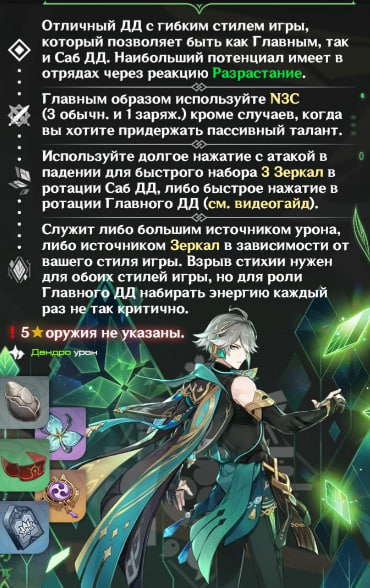 Отличный ДД с гибким стилем игры,
который позволяет быть как Главным, так
и Саб ДД. Наибольший потенциал имеет в
отрядах через реакцию Разрастание.
Главным образом используйте N3C
(3 обычн. и 1 заряж.) кроме случаев, когда
вы хотите придержать пассивный талант.
Используйте долгое нажатие с атакой в
падении для быстрого набора 3 Зеркал в
ротации Саб ДД, либо быстрое нажатие в
ротации Главного ДД (см. видеогайд).
Служит либо большим источником урона,
либо источником Зеркал в зависимости от
вашего стиля игры. Взрыв стихии нужен
для обоих стилей игры, но для роли
Главного ДД набирать энергию каждый
раз не так критично.
! 5★оружия не указаны.
Дендро урон